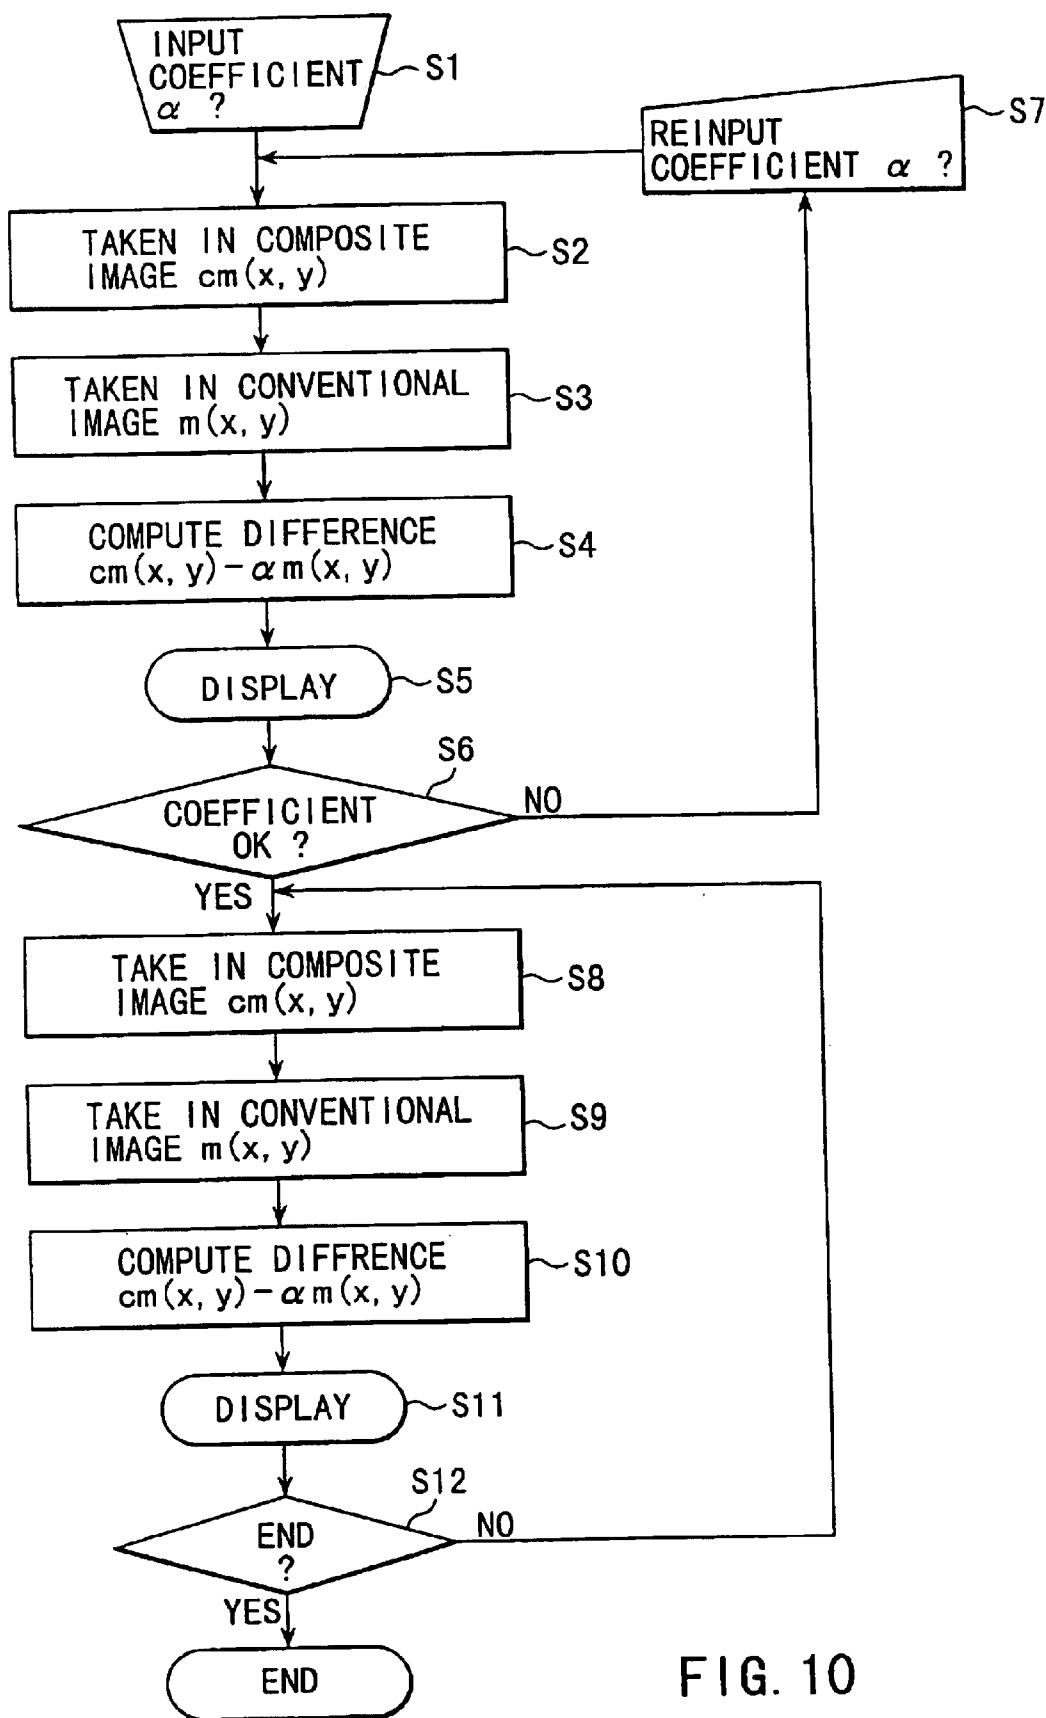 INPUT
COEFFICIENT
α ?
S1
REINPUT
COEFFICIENT α ?
S7
TAKEN IN COMPOSITE
IMAGE cm(x, y)
S2
TAKEN IN CONVENTIONAL
IMAGE m(x, y)
S3
COMPUTE DIFFERENCE
cm(x, y)-αm(x, y)
S4
DISPLAY
S5
S6
COEFFICIENT
OK ?
NO
YES
TAKE IN COMPOSITE
IMAGE cm(x, y)
S8
TAKE IN CONVENTIONAL
IMAGE m(x, y)
S9
COMPUTE DIFFRENCE
cm(x, y)-αm(x, y)
S10
DISPLAY
S11
S12
END
?
NO
YES
END
FIG. 10